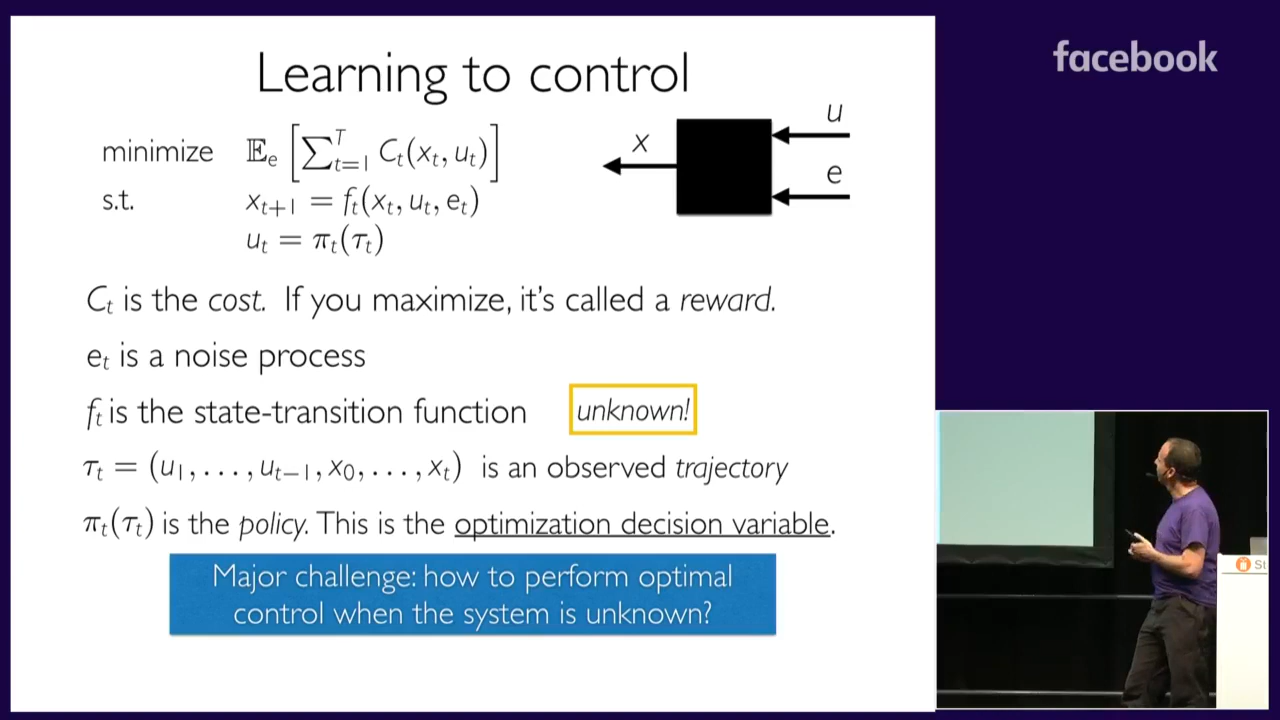 Learning to control
facebook
minimize 𝔼ₑ [∑ᵀₜ₌₁ Cₜ(xₜ, uₜ)]
s.t. xₜ₊₁ = fₜ(xₜ, uₜ, eₜ)
uₜ = πₜ(τₜ)
x
u
e
Cₜ is the cost. If you maximize, it's called a reward.
eₜ is a noise process
fₜ is the state-transition function unknown!
τₜ = (u₁, . . . , uₜ₋₁, x₀, . . . , xₜ) is an observed trajectory
πₜ(τₜ) is the policy. This is the optimization decision variable.
Major challenge: how to perform optimal
control when the system is unknown?
St